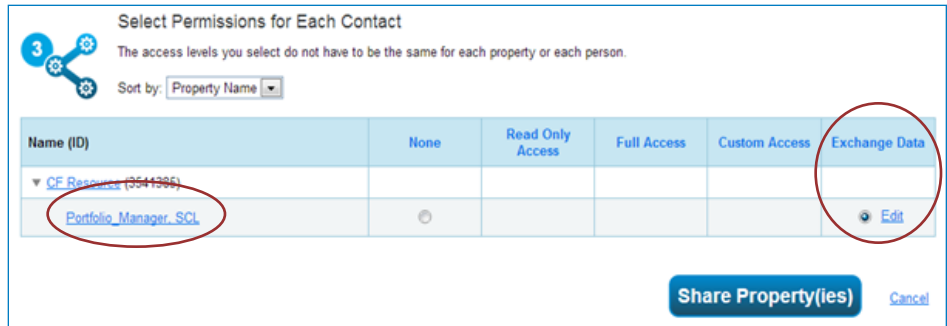 Select Permissions for Each Contact
3
The access levels you select do not have to be the same for each property or each person.
Sort by: Property Name
Name (ID) None Read Only Access Full Access Custom Access Exchange Data
CF Resource (3541385)
Portfolio_Manager, SCL Edit
Share Property(ies) Cancel